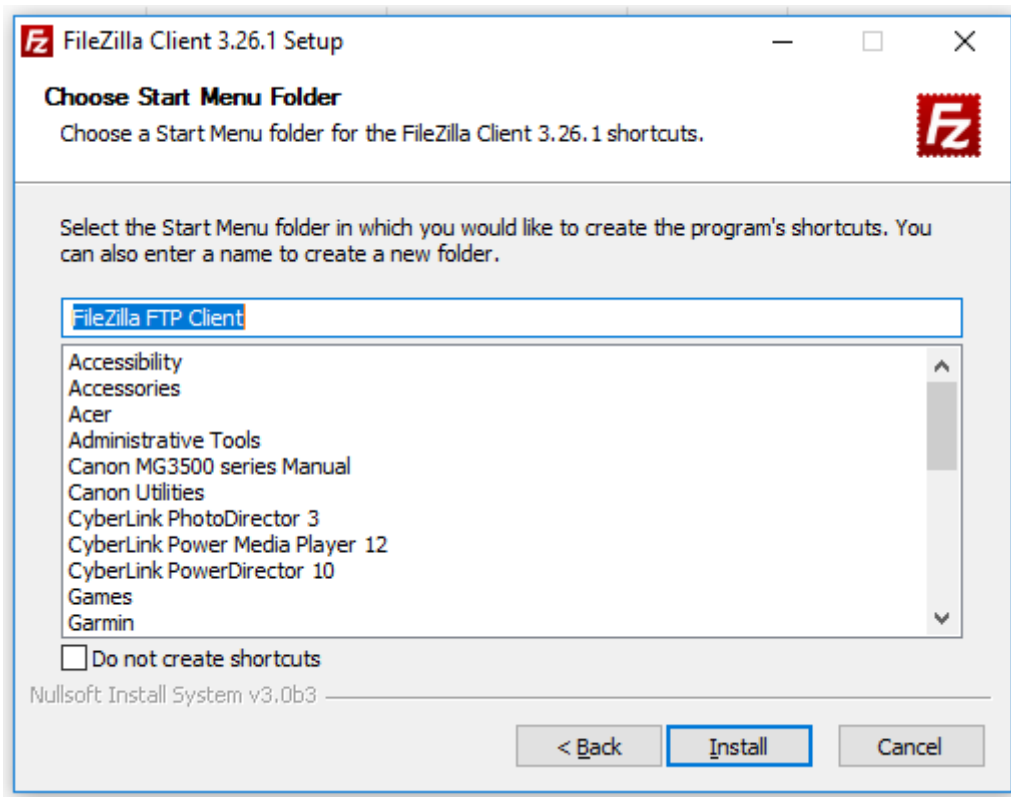 FileZilla Client 3.26.1 Setup
Choose Start Menu Folder
Choose a Start Menu folder for the FileZilla Client 3.26.1 shortcuts.
Fz
Select the Start Menu folder in which you would like to create the program's shortcuts. You
can also enter a name to create a new folder.
FileZilla FTP Client
Accessibility
Accessories
Acer
Administrative Tools
Canon MG3500 series Manual
Canon Utilities
CyberLink PhotoDirector 3
CyberLink Power Media Player 12
CyberLink PowerDirector 10
Games
Garmin
Do not create shortcuts
Nullsoft Install System v3.0b3
< Back Install Cancel